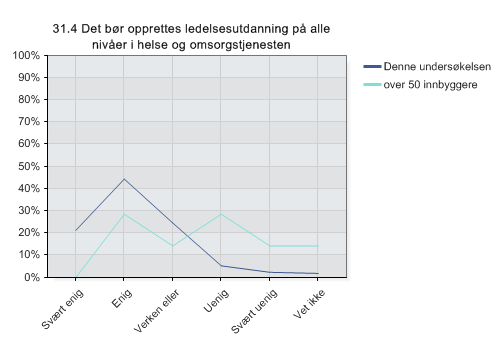 31.4 Det bør opprettes ledelsesutdanning på alle
nivåer i helse og omsorgstjenesten
100%
90%
80%
70%
60%
50%
40%
30%
20%
10%
0%
Svært enig
Enig
Verken eller
Uenig
Svært uenig
Vet ikke
Denne undersøkelsen
over 50 innbyggere